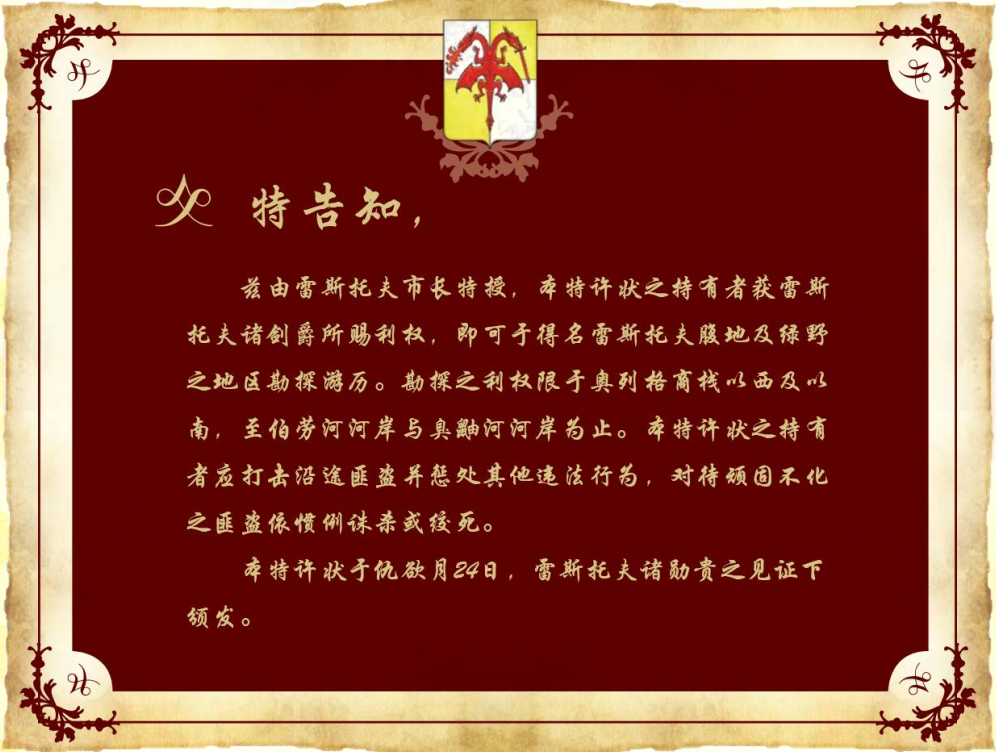 特告知，
兹由雷斯托夫市长特授，本特许状之持有者获雷斯
托夫诸剑爵所赐利权，即可于得名雷斯托夫腹地及绿野
之地区勘探游历。勘探之利权限于奥列格商栈以西及以
南，至伯劳河河岸与臭鼬河河岸为止。本特许状之持有
者应打击沿途匪盗并惩处其他违法行为，对待顽固不化
之匪盗依惯例诛杀或绞死。
本特许状于仇欲月24日，雷斯托夫诸勋贵之见证下
颁发。